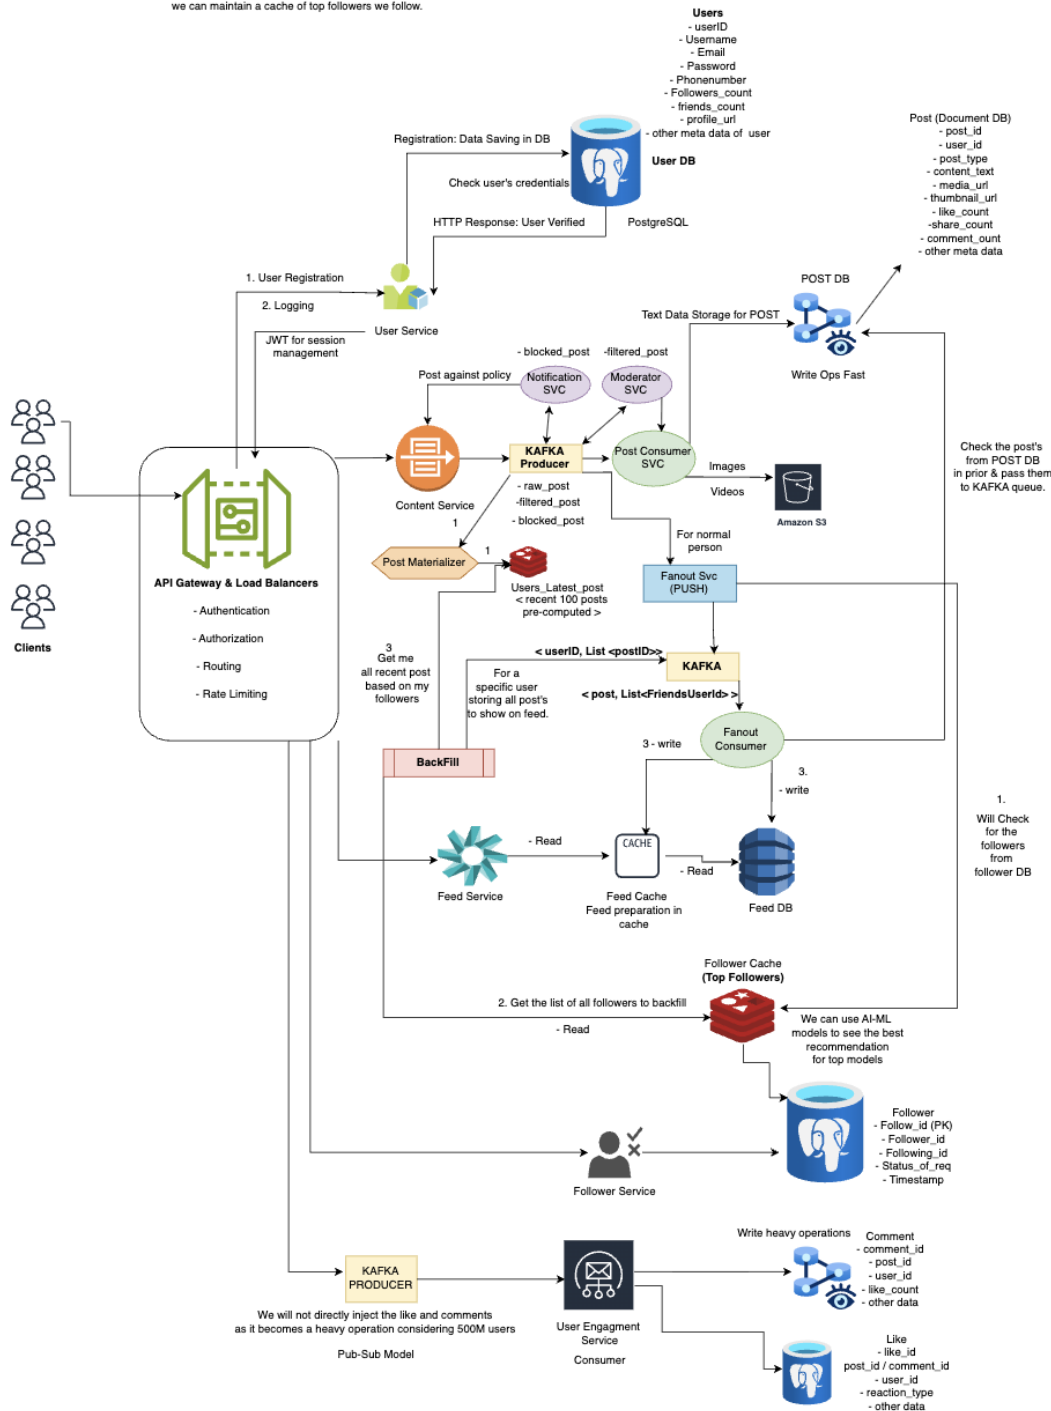 we can maintain a cache of top followers we follow.
Users
- userID
- Username
- Email
- Password
- Phonenumber
- Followers_count
- friends_count
- profile_url
- other meta data of user
User DB
PostgreSQL
Registration: Data Saving in DB
Check user's credentials
HTTP Response: User Verified
Post (Document DB)
- post_id
- user_id
- post_type
- content_text
- media_url
- thumbnail_url
- like_count
-share_count
- comment_ount
- other meta data
1. User Registration
2. Logging
User Service
JWT for session
management
POST DB
Text Data Storage for POST
Write Ops Fast
- blocked_post
-filtered_post
Post against policy
Notification
SVC
Moderator
SVC
KAFKA
Producer
Post Consumer
SVC
Content Service
- raw_post
-filtered_post
- blocked_post
Images
Videos
Amazon S3
Check the post's
from POST DB
in prior & pass them
to KAFKA queue.
1
Post Materializer
1
Users_Latest_post
< recent 100 posts
pre-computed >
For normal
person
Fanout Svc
(PUSH)
API Gateway & Load Balancers
- Authentication
- Authorization
- Routing
- Rate Limiting
Clients
3
Get me
all recent post
based on my
followers
For a
specific user
storing all post's
to show on feed.
< userID, List <postID>>
KAFKA
< post, List<FriendsUserId> >
Fanout
Consumer
BackFill
3 - write
3.
- write
1.
Will Check
for the
followers
from
follower DB
Feed Service
- Read
CACHE
Feed Cache
Feed preparation in
cache
- Read
Feed DB
Follower Cache
(Top Followers)
2. Get the list of all followers to backfill
- Read
We can use AI-ML
models to see the best
recommendation
for top models
Follower
- Follow_id (PK)
- Follower_id
- Following_id
- Status_of_req
- Timestamp
Follower Service
Write heavy operations
Comment
- comment_id
- post_id
- user_id
- like_count
- other data
KAFKA
PRODUCER
We will not directly inject the like and comments
as it becomes a heavy operation considering 500M users
Pub-Sub Model
User Engagment
Service
Consumer
Like
- like_id
post_id / comment_id
- user_id
- reaction_type
- other data